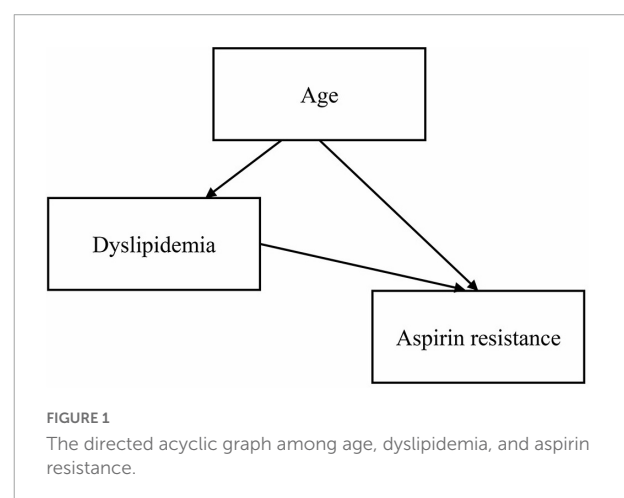 Age
Dyslipidemia
Aspirin resistance
FIGURE 1
The directed acyclic graph among age, dyslipidemia, and aspirin
resistance.